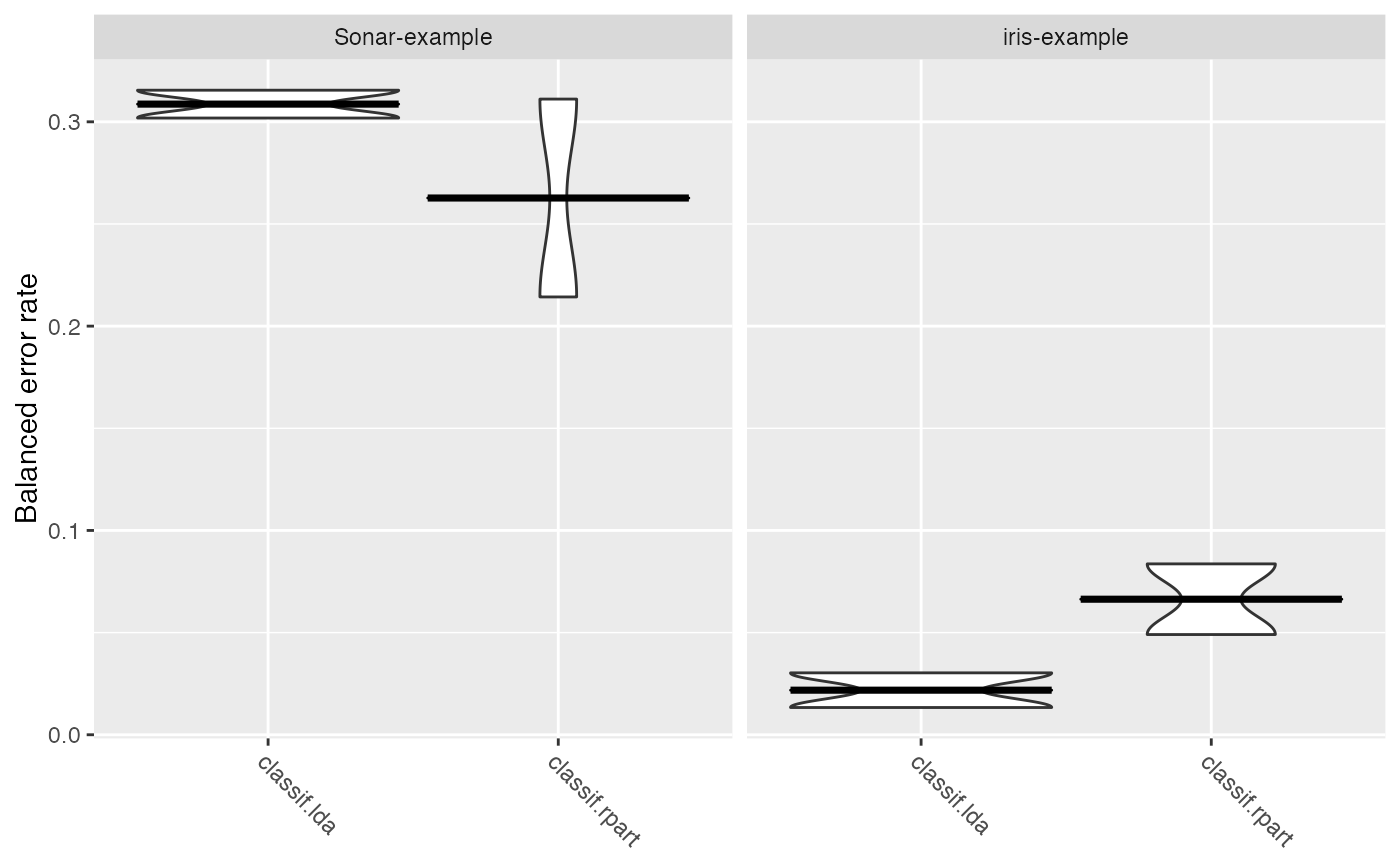 Sonar-example
iris-example
Balanced error rate
0.3
0.2
0.1
0.0
classif.lda
classif.rpart
classif.lda
classif.rpart